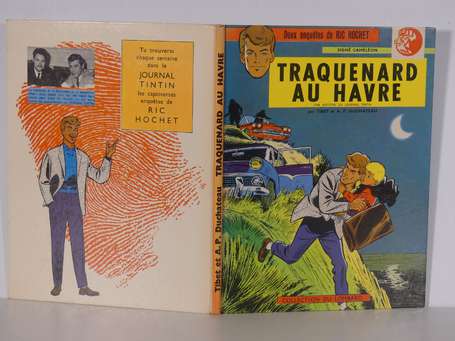 Tu trouveras
chaque semaine
dans le
JOURNAL
TINTIN
les captivantes
enquêtes de
RIC
HOCHET
Tibet et A.P. Duchateau TRAQUENARD AU HAVRE
Deux enquêtes de RIC HOCHET
SIGNÉ CAMÉLÉON
TRAQUENARD
AU HAVRE
par TIBET et A. P. DUCHATEAU
COLLECTION DU LOMBARD